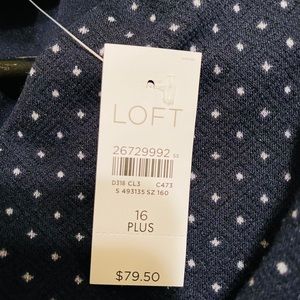 LOFT
26729992
D318 CL3 C473
S 493135 SZ 160
16
PLUS
$79.50